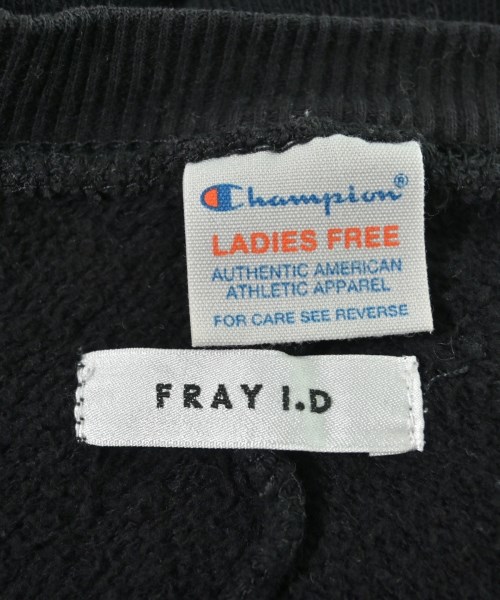 Champion®
LADIES FREE
AUTHENTIC AMERICAN
ATHLETIC APPAREL
FOR CARE SEE REVERSE
FRAY I.D